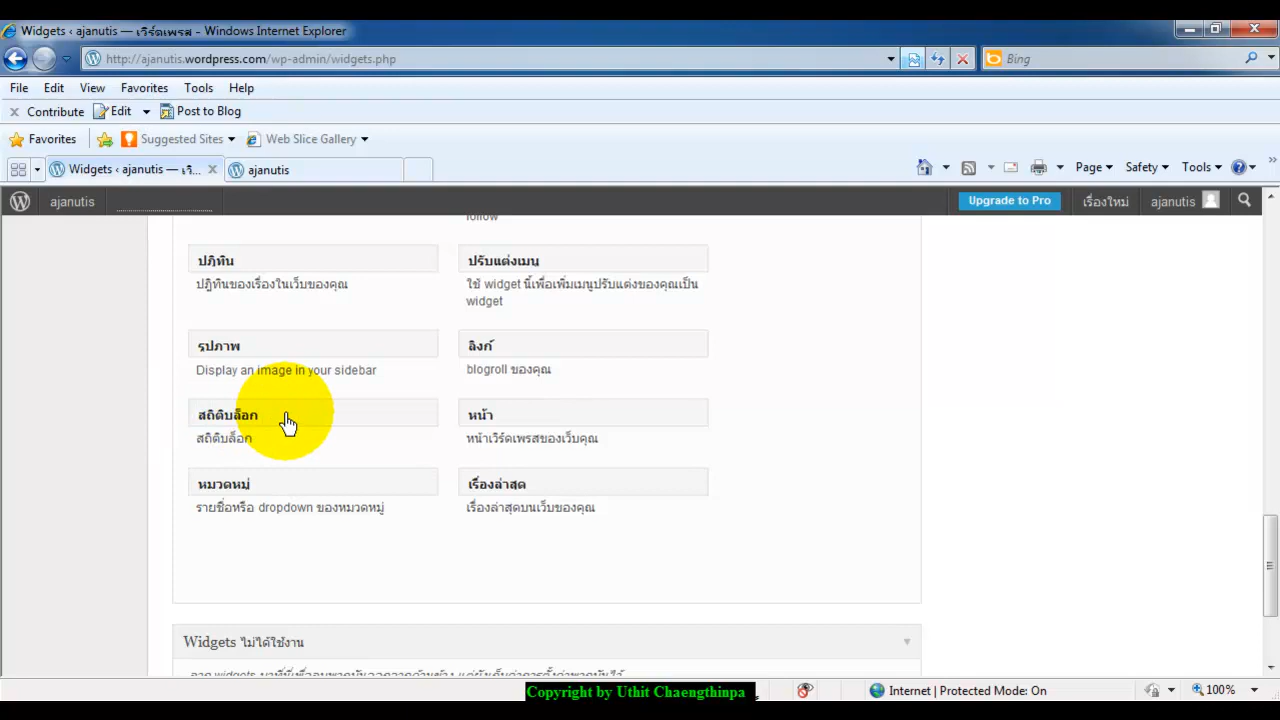 Widgets ‹ ajanutis — เวิร์ดเพรส - Windows Internet Explorer
http://ajanutis.wordpress.com/wp-admin/widgets.php
Bing
File Edit View Favorites Tools Help
Contribute Edit Post to Blog
Favorites Suggested Sites Web Slice Gallery
Widgets ‹ ajanutis — เวิ... ajanutis Page Safety Tools
ajanutis Upgrade to Pro เรื่องใหม่ ajanutis
follow
ปฏิทิน ปรับแต่งเมนู
ปฏิทินของเรื่องในเว็บของคุณ ใช้ widget นี้เพื่อเพิ่มเมนูปรับแต่งของคุณเป็น
widget
รูปภาพ ลิงก์
Display an image in your sidebar blogroll ของคุณ
สถิติบล็อก หน้า
สถิติบล็อก หน้าเวิร์ดเพรสของเว็บคุณ
หมวดหมู่ เรื่องล่าสุด
รายชื่อหรือ dropdown ของหมวดหมู่ เรื่องล่าสุดบนเว็บของคุณ
Widgets ไม่ได้ใช้งาน
Copyright by Uthit Chaengthinpa
Internet | Protected Mode: On 100%